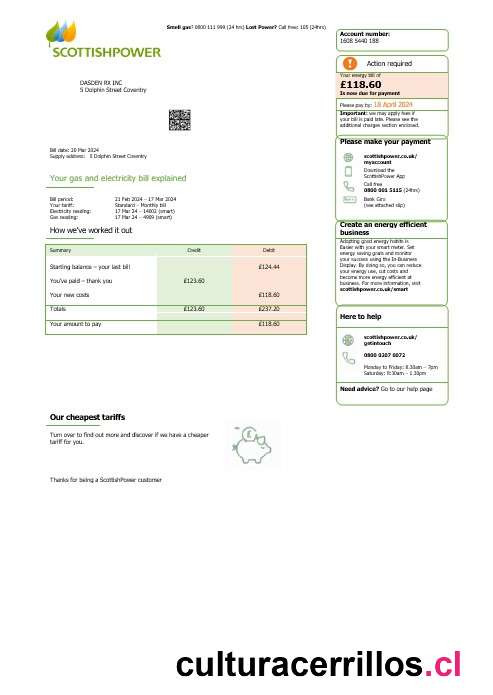 Smell gas? 0800 111 999 (24 hrs) Lost Power? Call free: 105 (24hrs)
SCOTTISHPOWER
DASDEN RX INC
5 Dolphin Street Coventry
Bill date: 20 Mar 2024
Supply address: 5 Dolphin Street Coventry
Your gas and electricity bill explained
Bill period: 21 Feb 2024 – 17 Mar 2024
Your tariff: Standard - Monthly bill
Electricity reading: 17 Mar 24 – 14002 (smart)
Gas reading: 17 Mar 24 – 4909 (smart)
How we've worked it out
Summary Credit Debit
Starting balance – your last bill £124.44
You've paid – thank you £123.60
Your new costs £118.60
Totals £123.60 £237.20
Your amount to pay £118.60
Our cheapest tariffs
Turn over to find out more and discover if we have a cheaper
tariff for you.
Thanks for being a ScottishPower customer
Account number:
1608 5440 188
Action required
Your energy bill of
£118.60
Is now due for payment
Please pay by: 18 April 2024
Important: we may apply fees if
your bill is paid late. Please see the
additional charges section enclosed.
Please make your payment
scottishpower.co.uk/
myaccount
Download the
ScottishPower App
Call free
0800 001 5115 (24hrs)
Bank Giro
(see attached slip)
Create an energy efficient
business
Adopting good energy habits is
Easier with your smart meter. Set
energy saving goals and monitor
your success using the In-Business
Display. By doing so, you can reduce
your energy use, cut costs and
become more energy efficient at
business. For more information, visit
scottishpower.co.uk/smart
Here to help
scottishpower.co.uk/
getintouch
0800 0207 0072
Monday to Friday: 8.30am – 7pm
Saturday: 8:30am – 1.30pm
Need advice? Go to our help page
culturacerrillos.cl